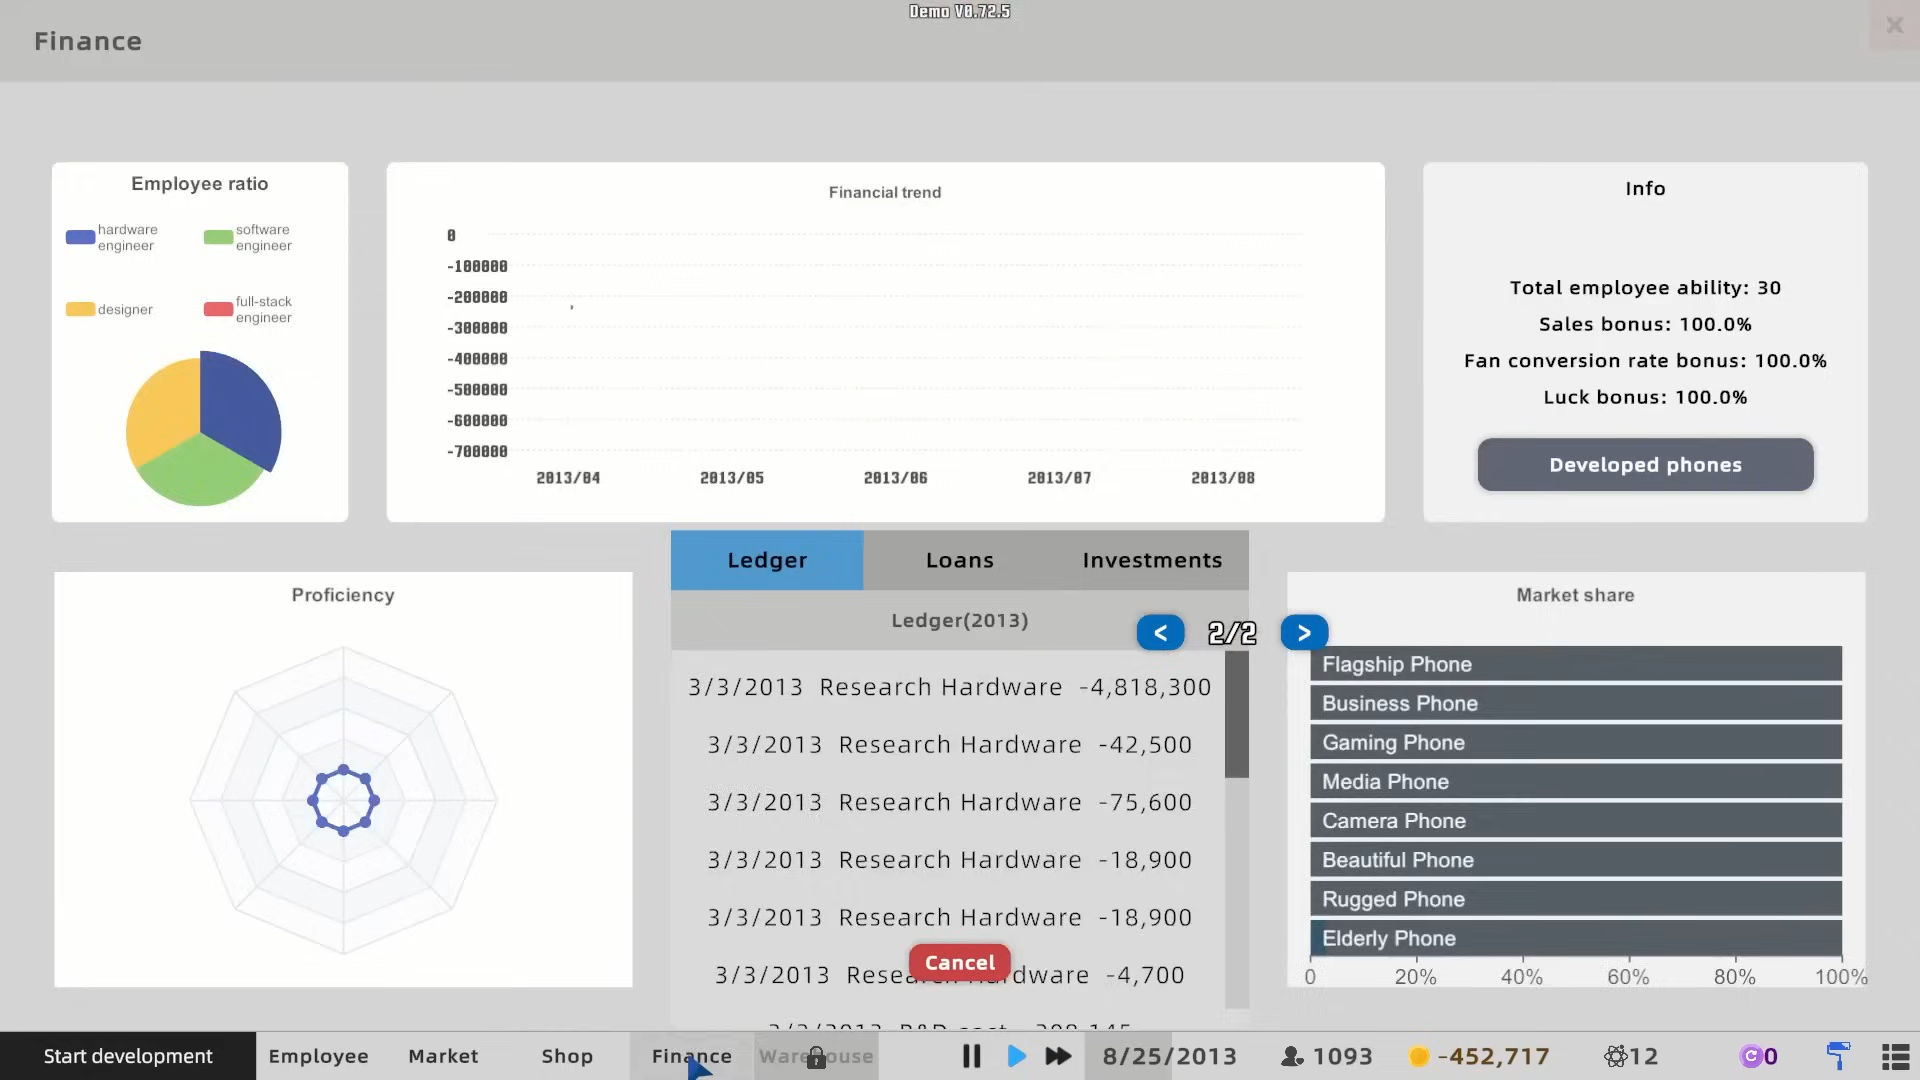 Demo V0.72.5
Finance
Employee ratio
hardware engineer
software engineer
designer
full-stack engineer
Financial trend
0
-100000
-200000
-300000
-400000
-500000
-600000
-700000
2013/04 2013/05 2013/06 2013/07 2013/08
Info
Total employee ability: 30
Sales bonus: 100.0%
Fan conversion rate bonus: 100.0%
Luck bonus: 100.0%
Developed phones
Proficiency
Ledger Loans Investments
Ledger(2013)
< 2/2 >
3/3/2013 Research Hardware -4,818,300
3/3/2013 Research Hardware -42,500
3/3/2013 Research Hardware -75,600
3/3/2013 Research Hardware -18,900
3/3/2013 Research Hardware -18,900
Cancel
3/3/2013 Research Hardware -4,700
Market share
Flagship Phone
Business Phone
Gaming Phone
Media Phone
Camera Phone
Beautiful Phone
Rugged Phone
Elderly Phone
0 20% 40% 60% 80% 100%
Start development Employee Market Shop Finance Warehouse 8/25/2013 1093 -452,717 12 0